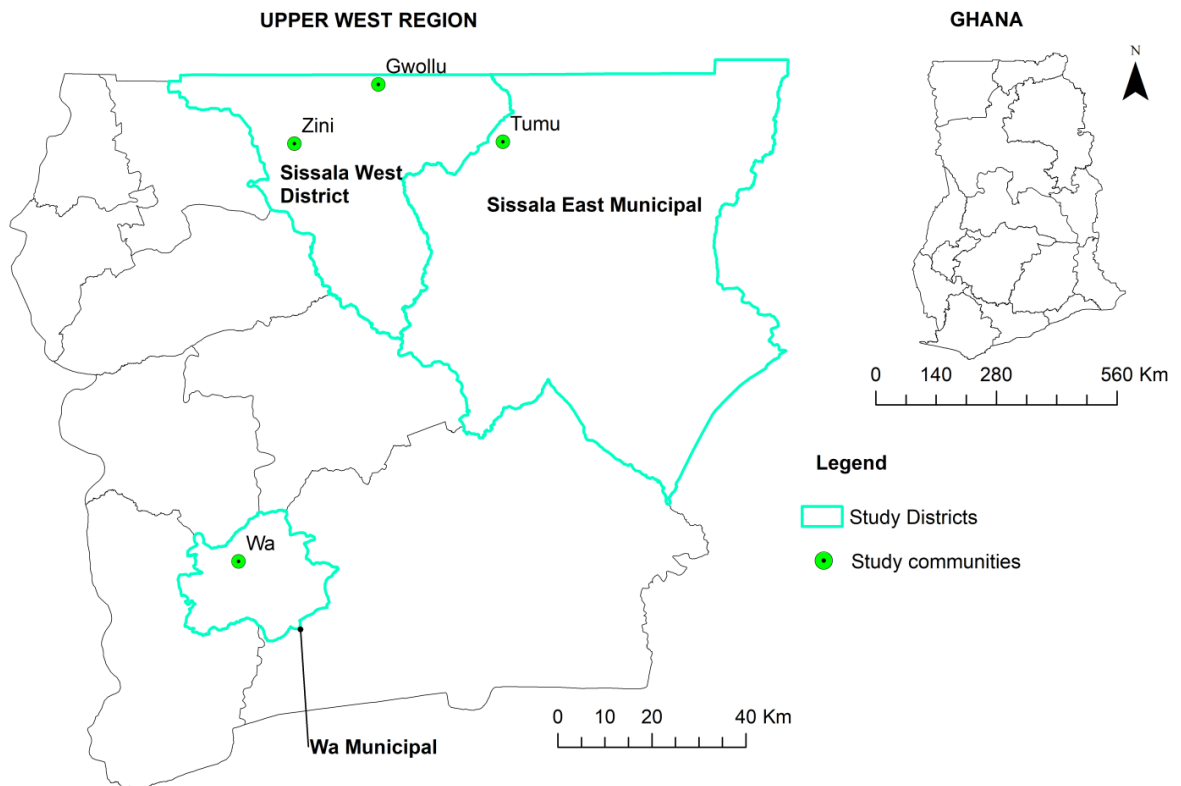 UPPER WEST REGION
GHANA
N
Gwollu
Zini
Tumu
Sissala West
District
Sissala East Municipal
0 140 280 560 Km
Legend
Study Districts
Wa
Study communities
0 10 20 40 Km
Wa Municipal